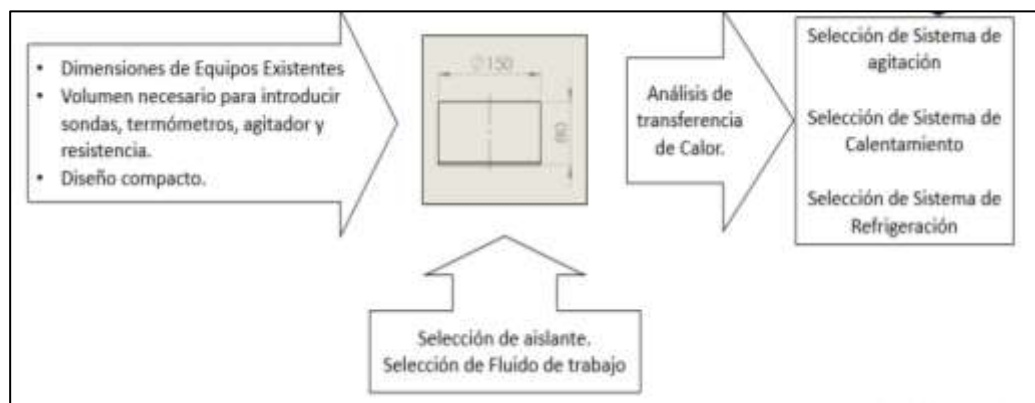 • Dimensiones de Equipos Existentes
• Volumen necesario para introducir
sondas, termómetros, agitador y
resistencia.
• Diseño compacto.
∅150
80
Análisis de
transferencia
de Calor.
Selección de Sistema de
agitación
Selección de Sistema de
Calentamiento
Selección de Sistema de
Refrigeración
Selección de aislante.
Selección de Fluido de trabajo